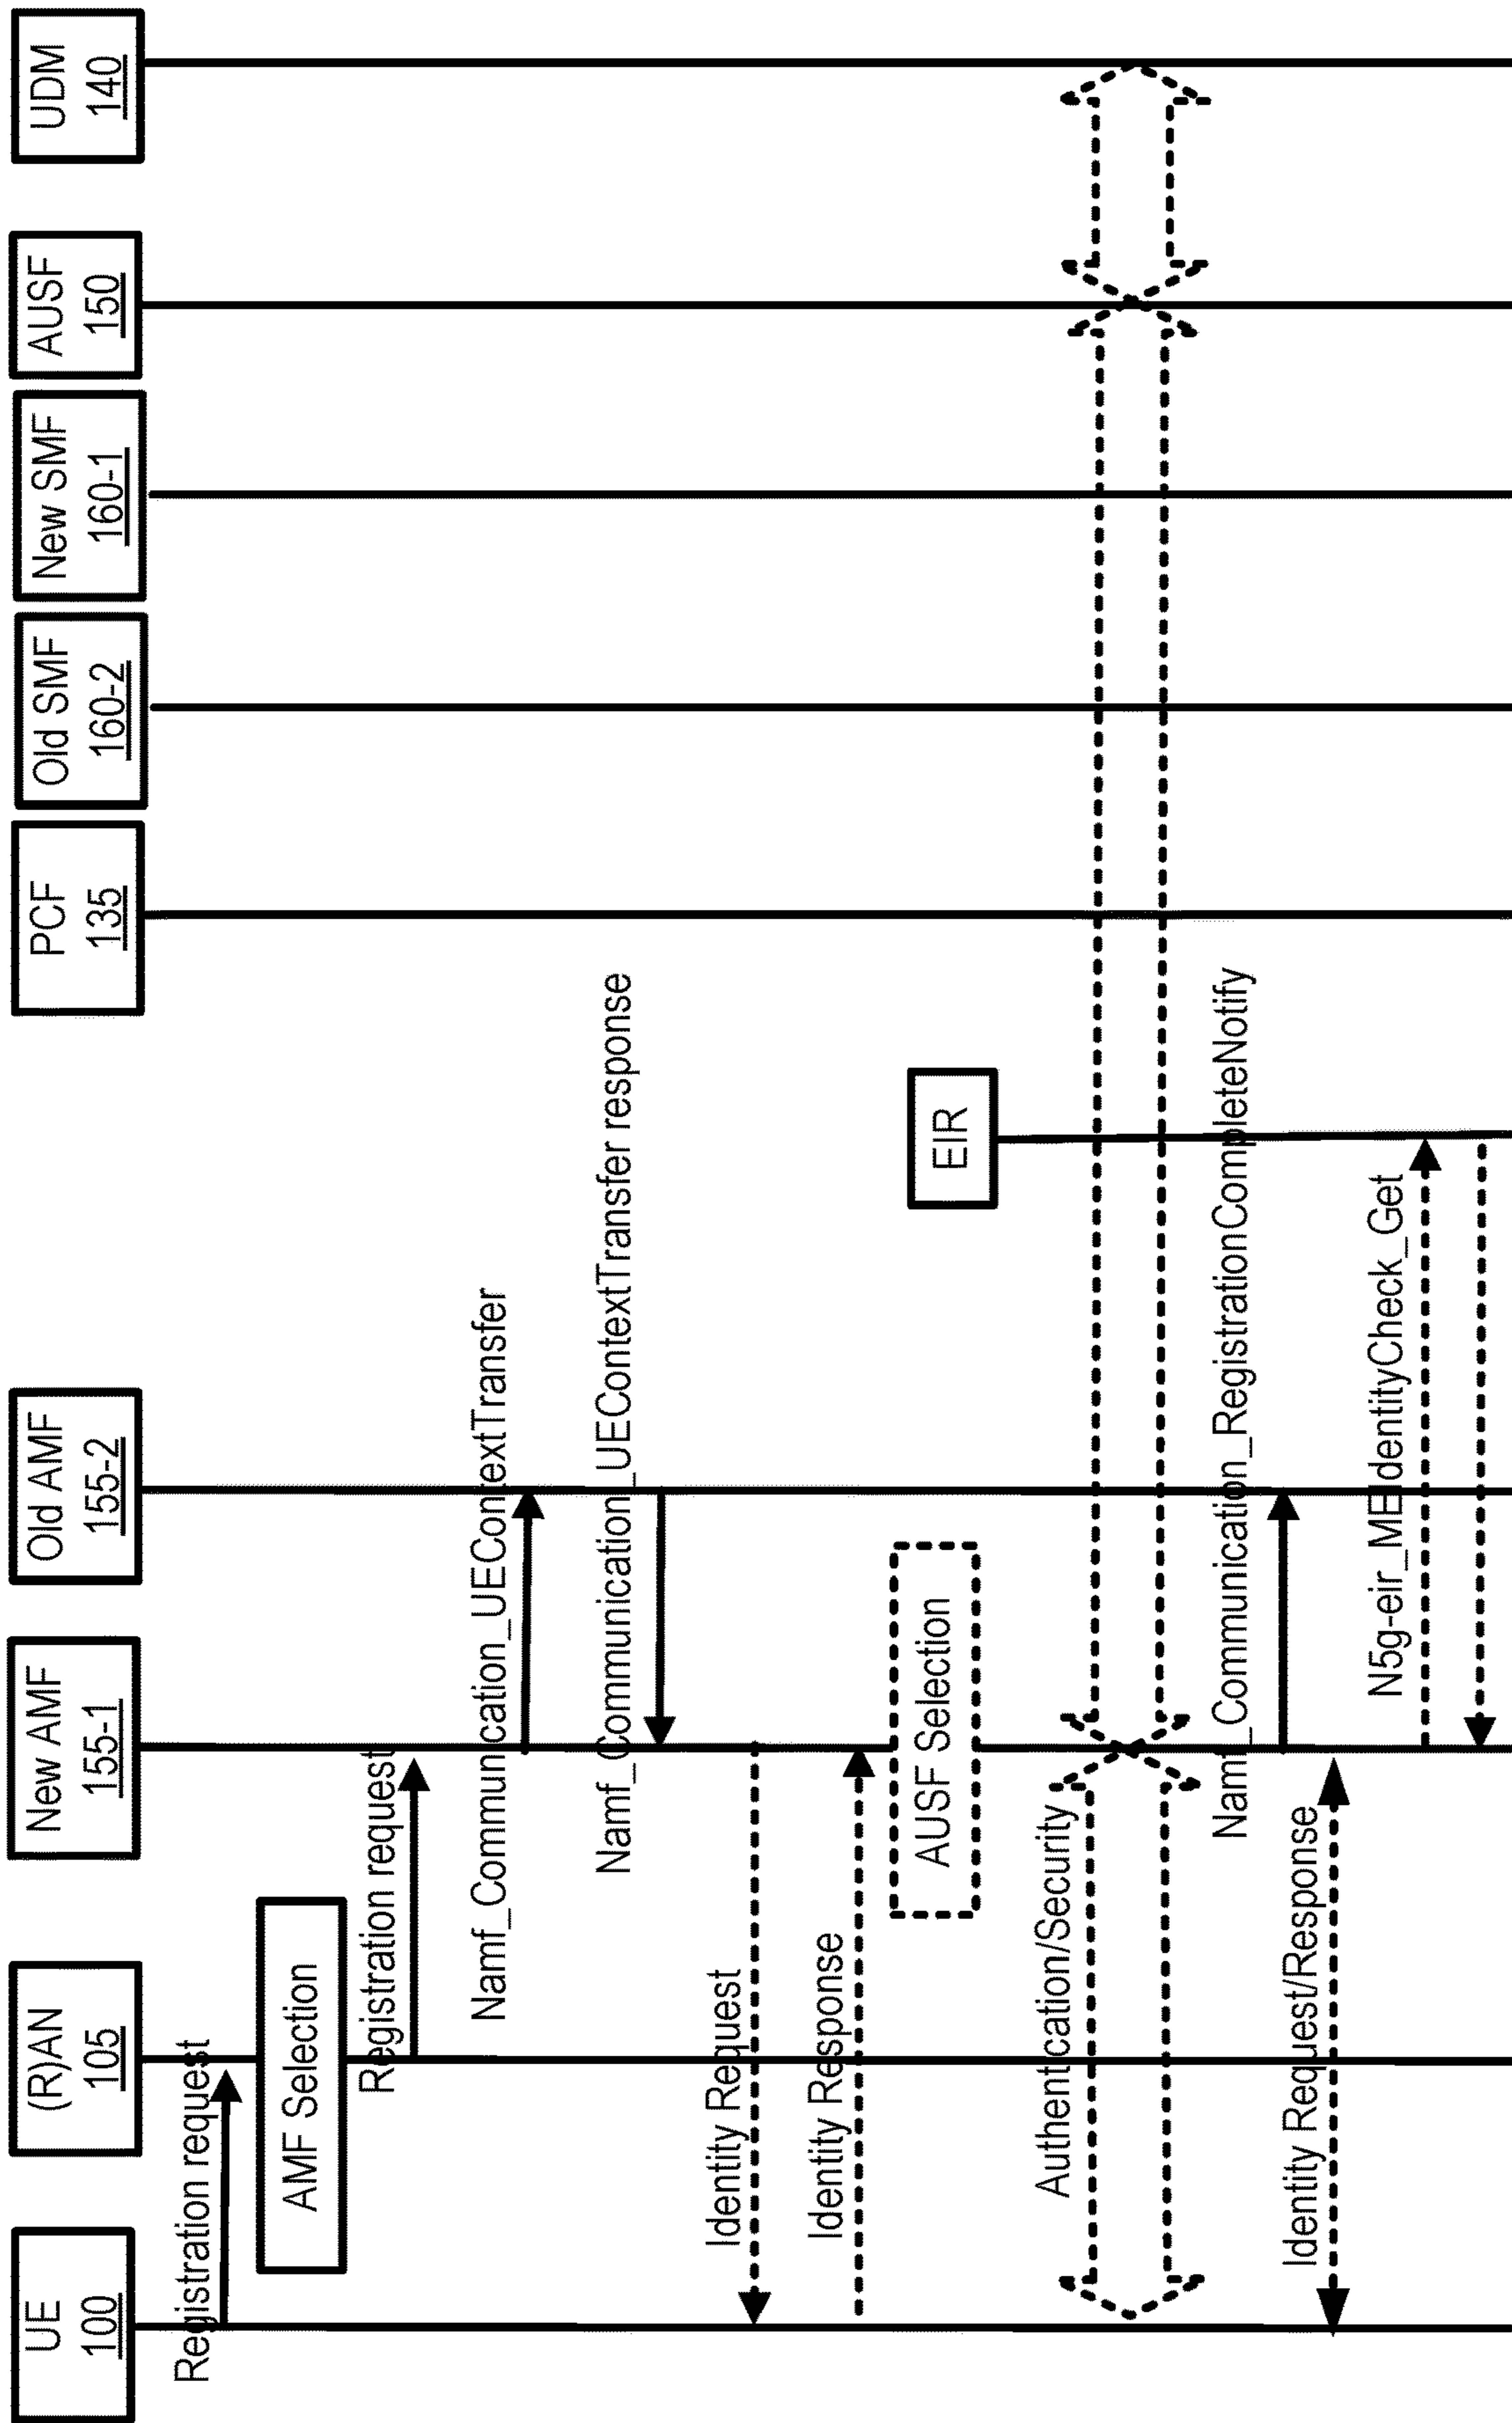 UE
100
(R)AN
105
New AMF
155-1
Old AMF
155-2
PCF
135
Old SMF
160-2
New SMF
160-1
AUSF
150
UDM
140
Registration request
AMF Selection
Registration request
Namf_Communication_UEContextTransfer
Namf_Communication_UEContextTransfer response
Identity Request
Identity Response
AUSF Selection
EIR
Authentication/Security
Namf_Communication_RegistrationCompleteNotify
Identity Request/Response
N5g-eir_MEIdentityCheck_Get